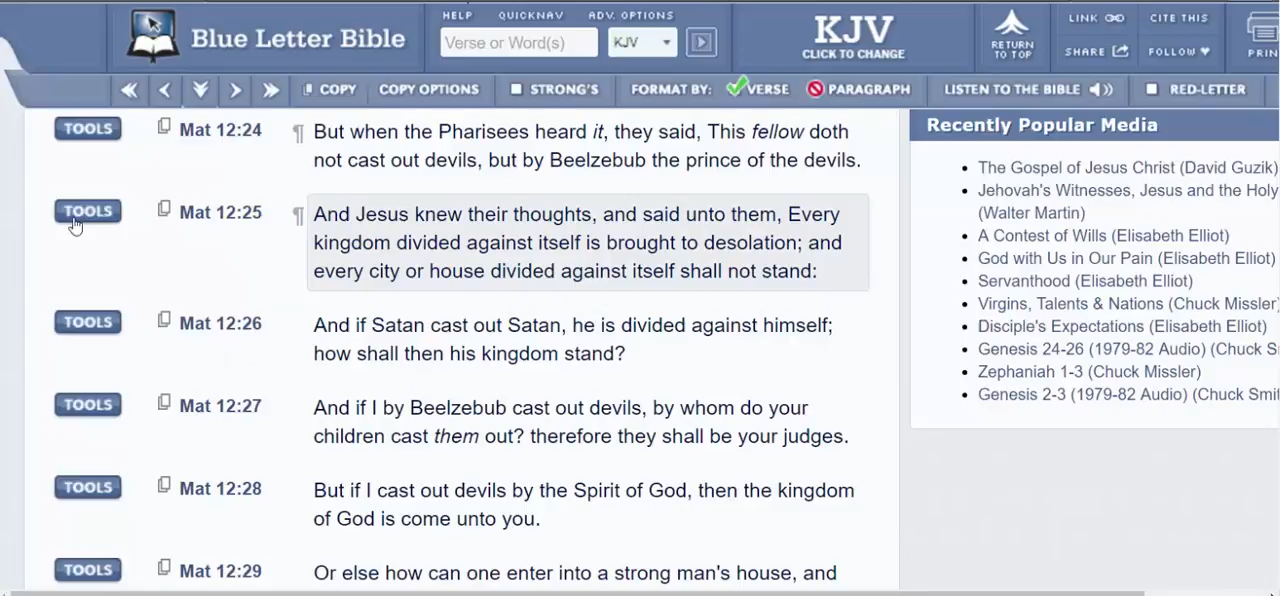 HELP QUICKNAV ADV. OPTIONS
Blue Letter Bible
Verse or Word(s) KJV
KJV
CLICK TO CHANGE
RETURN
TO TOP
LINK CITE THIS
SHARE FOLLOW
COPY COPY OPTIONS STRONG'S FORMAT BY: VERSE PARAGRAPH LISTEN TO THE BIBLE RED-LETTER
TOOLS Mat 12:24 ¶ But when the Pharisees heard it, they said, This fellow doth
not cast out devils, but by Beelzebub the prince of the devils.
TOOLS Mat 12:25 ¶ And Jesus knew their thoughts, and said unto them, Every
kingdom divided against itself is brought to desolation; and
every city or house divided against itself shall not stand:
TOOLS Mat 12:26 And if Satan cast out Satan, he is divided against himself;
how shall then his kingdom stand?
TOOLS Mat 12:27 And if I by Beelzebub cast out devils, by whom do your
children cast them out? therefore they shall be your judges.
TOOLS Mat 12:28 But if I cast out devils by the Spirit of God, then the kingdom
of God is come unto you.
TOOLS Mat 12:29 Or else how can one enter into a strong man's house, and
Recently Popular Media
The Gospel of Jesus Christ (David Guzik)
Jehovah's Witnesses, Jesus and the Holy
(Walter Martin)
A Contest of Wills (Elisabeth Elliot)
God with Us in Our Pain (Elisabeth Elliot)
Servanthood (Elisabeth Elliot)
Virgins, Talents & Nations (Chuck Missler)
Disciple's Expectations (Elisabeth Elliot)
Genesis 24-26 (1979-82 Audio) (Chuck
Zephaniah 1-3 (Chuck Missler)
Genesis 2-3 (1979-82 Audio) (Chuck